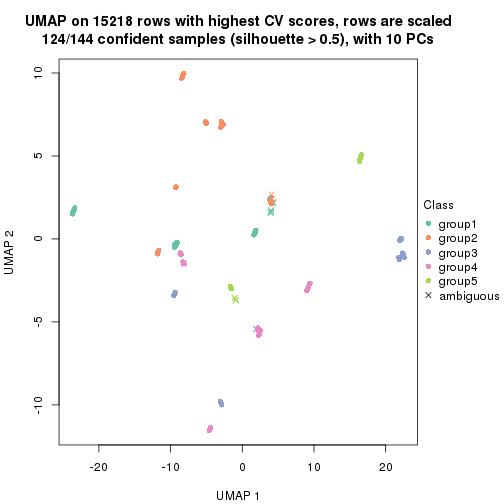 UMAP on 15218 rows with highest CV scores, rows are scaled
124/144 confident samples (silhouette > 0.5), with 10 PCs
10
5
0
-5
-10
UMAP 2
-20
-10
0
10
20
UMAP 1
Class
group1
group2
group3
group4
group5
ambiguous